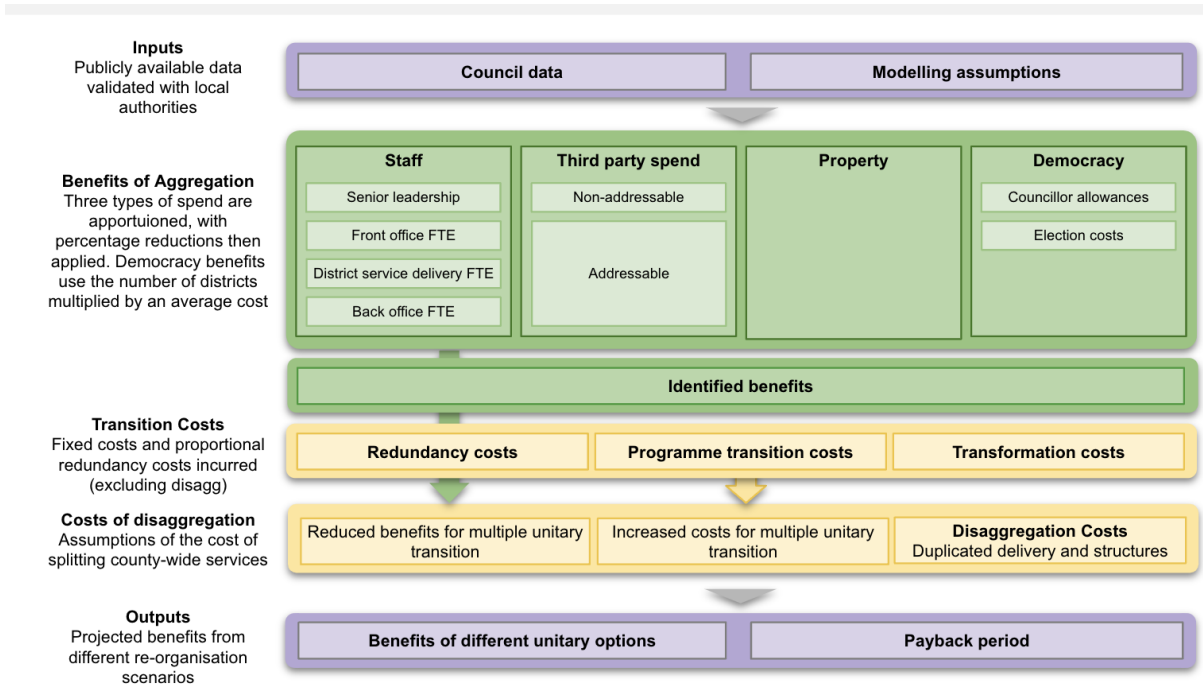 Inputs
Publicly available data
validated with local
authorities
Council data
Modelling assumptions
Benefits of Aggregation
Three types of spend are
apportuioned, with
percentage reductions then
applied. Democracy benefits
use the number of districts
multiplied by an average cost
Staff
Senior leadership
Front office FTE
District service delivery FTE
Back office FTE
Third party spend
Non-addressable
Addressable
Property
Democracy
Councillor allowances
Election costs
Identified benefits
Transition Costs
Fixed costs and proportional
redundancy costs incurred
(excluding disagg)
Redundancy costs
Programme transition costs
Transformation costs
Costs of disaggregation
Assumptions of the cost of
splitting county-wide services
Reduced benefits for multiple unitary
transition
Increased costs for multiple unitary
transition
Disaggregation Costs
Duplicated delivery and structures
Outputs
Projected benefits from
different re-organisation
scenarios
Benefits of different unitary options
Payback period